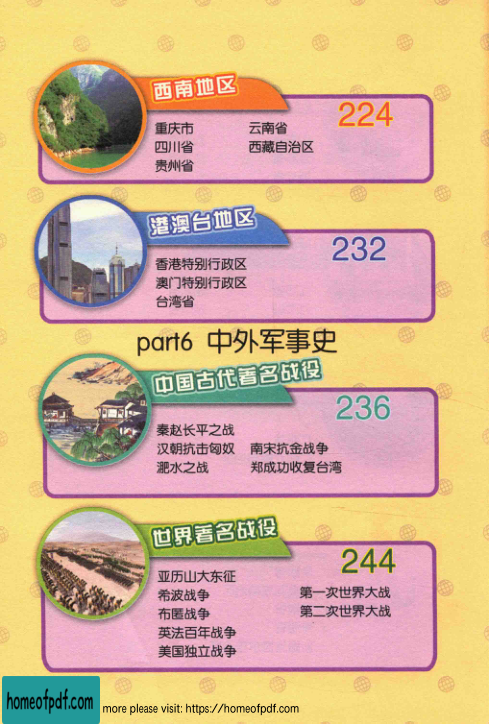 西南地区
224
重庆市 云南省
四川省 西藏自治区
贵州省
港澳台地区
232
香港特别行政区
澳门特别行政区
台湾省
part6 中外军事史
中国古代著名战役
236
秦赵长平之战
汉朝抗击匈奴 南宋抗金战争
淝水之战 郑成功收复台湾
世界著名战役
244
亚历山大东征
希波战争 第一次世界大战
布匿战争 第二次世界大战
英法百年战争
美国独立战争
homeofpdf.com more please visit: https://homeofpdf.com